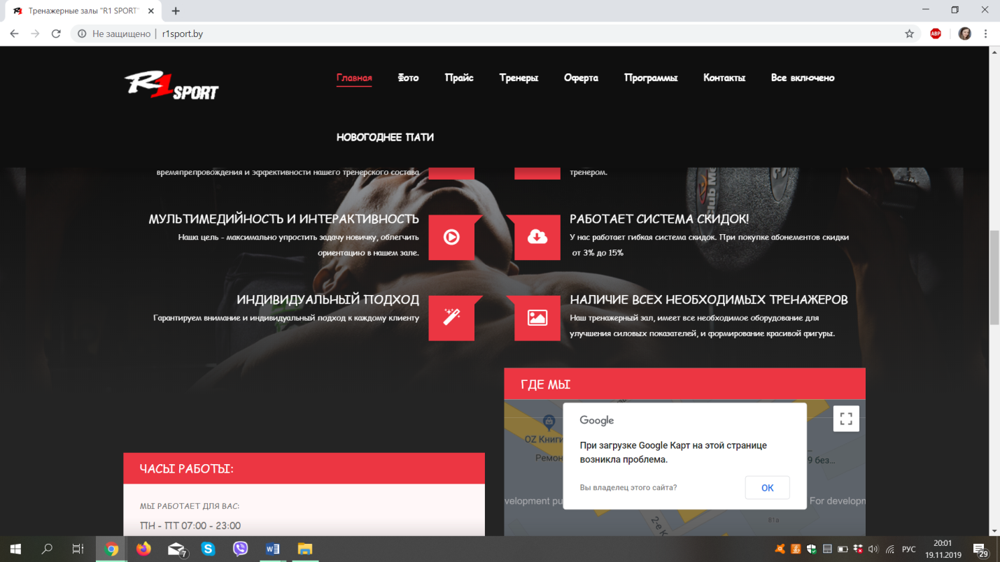 Тренажерные залы "R1 SPORT"
Не защищено
r1sport.by
ABP
R1 SPORT
Главная
Фото
Прайс
Тренеры
Оферта
Программы
Контакты
Все включено
НОВОГОДНЕЕ ПАТИ
времяпрепровождения и эффективности нашего тренерского состава
тренером.
МУЛЬТИМЕДИЙНОСТЬ И ИНТЕРАКТИВНОСТЬ
Наша цель - максимально упростить задачу новичку, облегчить
ориентацию в нашем зале.
РАБОТАЕТ СИСТЕМА СКИДОК!
У нас работает гибкая система скидок. При покупке абонементов скидки
от 3% до 15%
ИНДИВИДУАЛЬНЫЙ ПОДХОД
Гарантируем внимание и индивидуальный подход к каждому клиенту
НАЛИЧИЕ ВСЕХ НЕОБХОДИМЫХ ТРЕНАЖЕРОВ
Наш тренажерный зал, имеет все необходимое оборудование для
улучшения силовых показателей, и формирование красивой фигуры.
ГДЕ МЫ
OZ Книги
Ремон
9 без...
Google
При загрузке Google Карт на этой странице
возникла проблема.
Вы владелец этого сайта?
ОК
velopment pu
For developm
2-е К
81а
ЧАСЫ РАБОТЫ:
МЫ РАБОТАЕТ ДЛЯ ВАС:
ПН - ПТ 07:00 - 23:00
7
РУС
20:01
19.11.2019
29